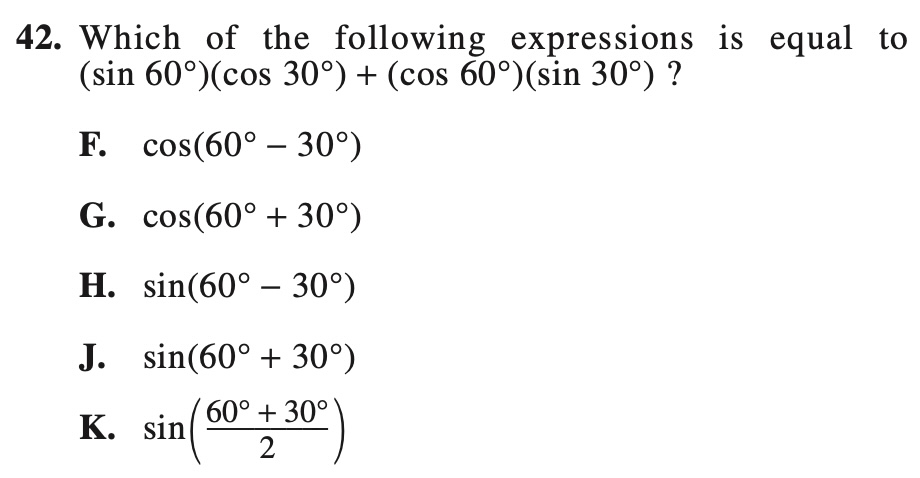 42. Which of the following expressions is equal to
(sin 60°)(cos 30°) + (cos 60°)(sin 30°) ?
F. cos(60° – 30°)
G. cos(60° + 30°)
H. sin(60° – 30°)
J. sin(60° + 30°)
K. sin((60° + 30°)/2)